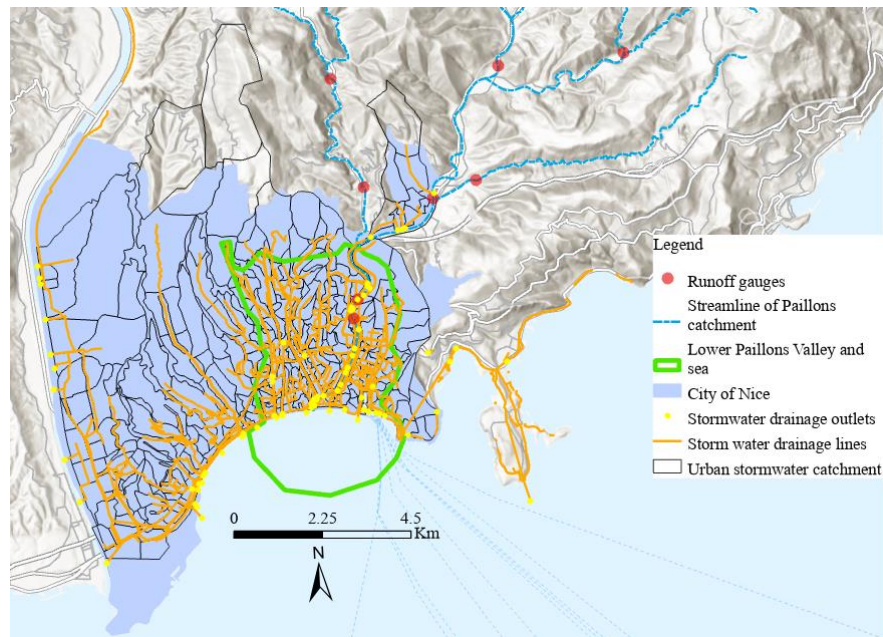 Legend
Runoff gauges
Streamline of Paillons
catchment
Lower Paillons Valley and
sea
City of Nice
Stormwater drainage outlets
Storm water drainage lines
Urban stormwater catchment
0 2.25 4.5
Km
N